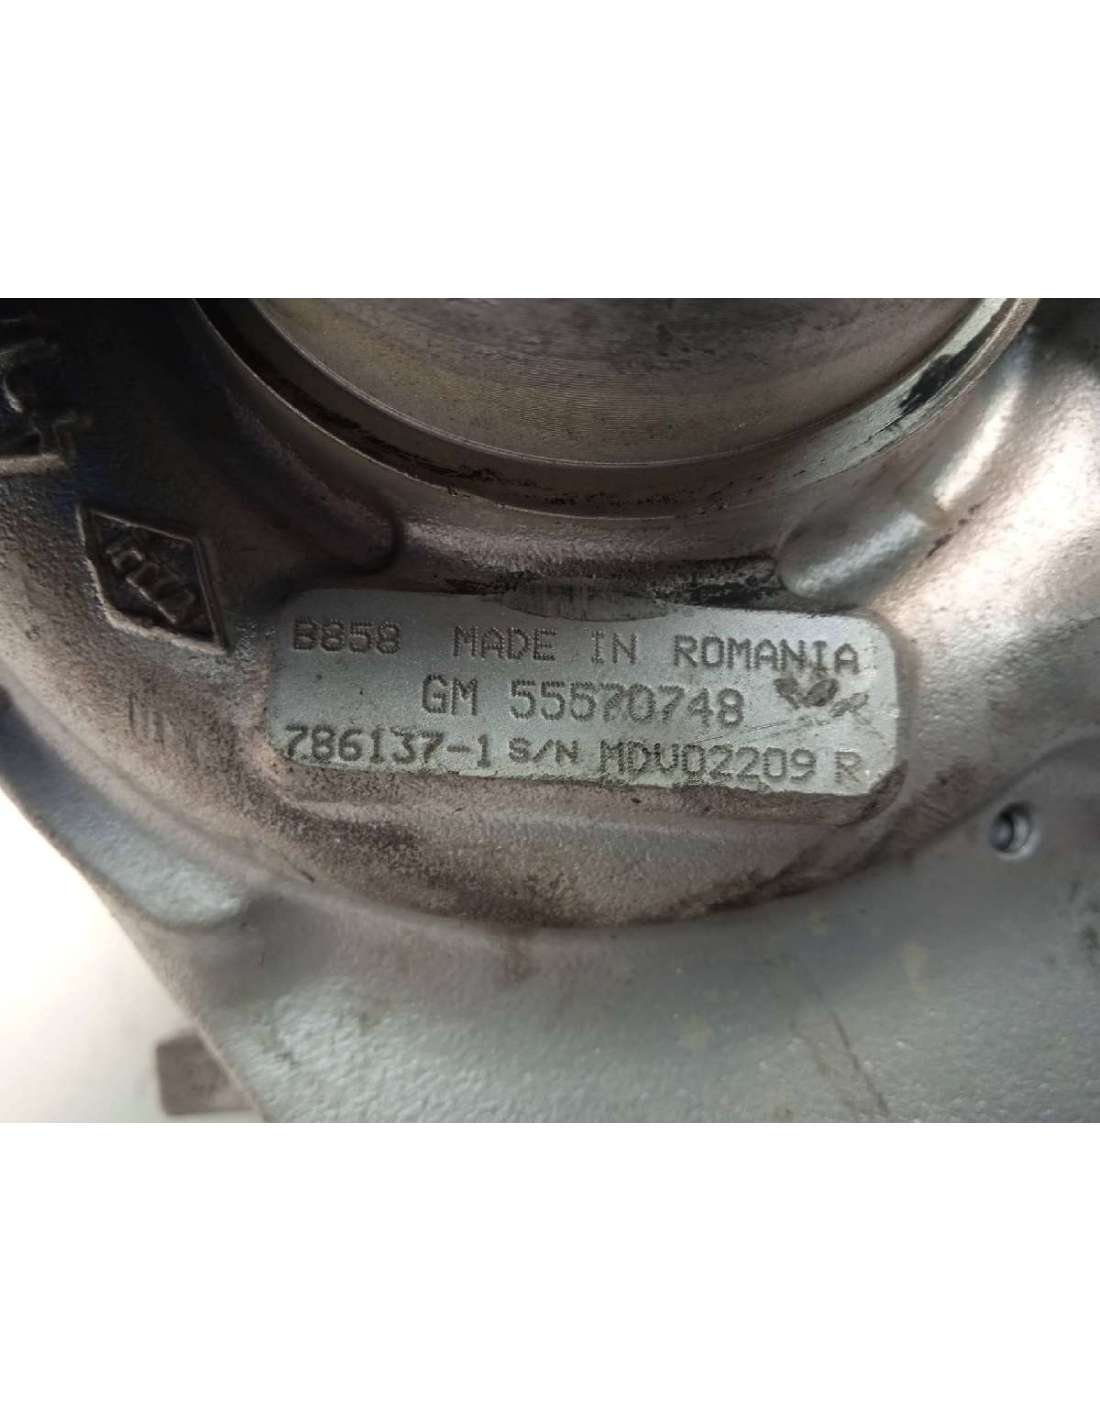 B858 MADE IN ROMANIA
GM 55570748
786137-1 S/N MDV02209 R